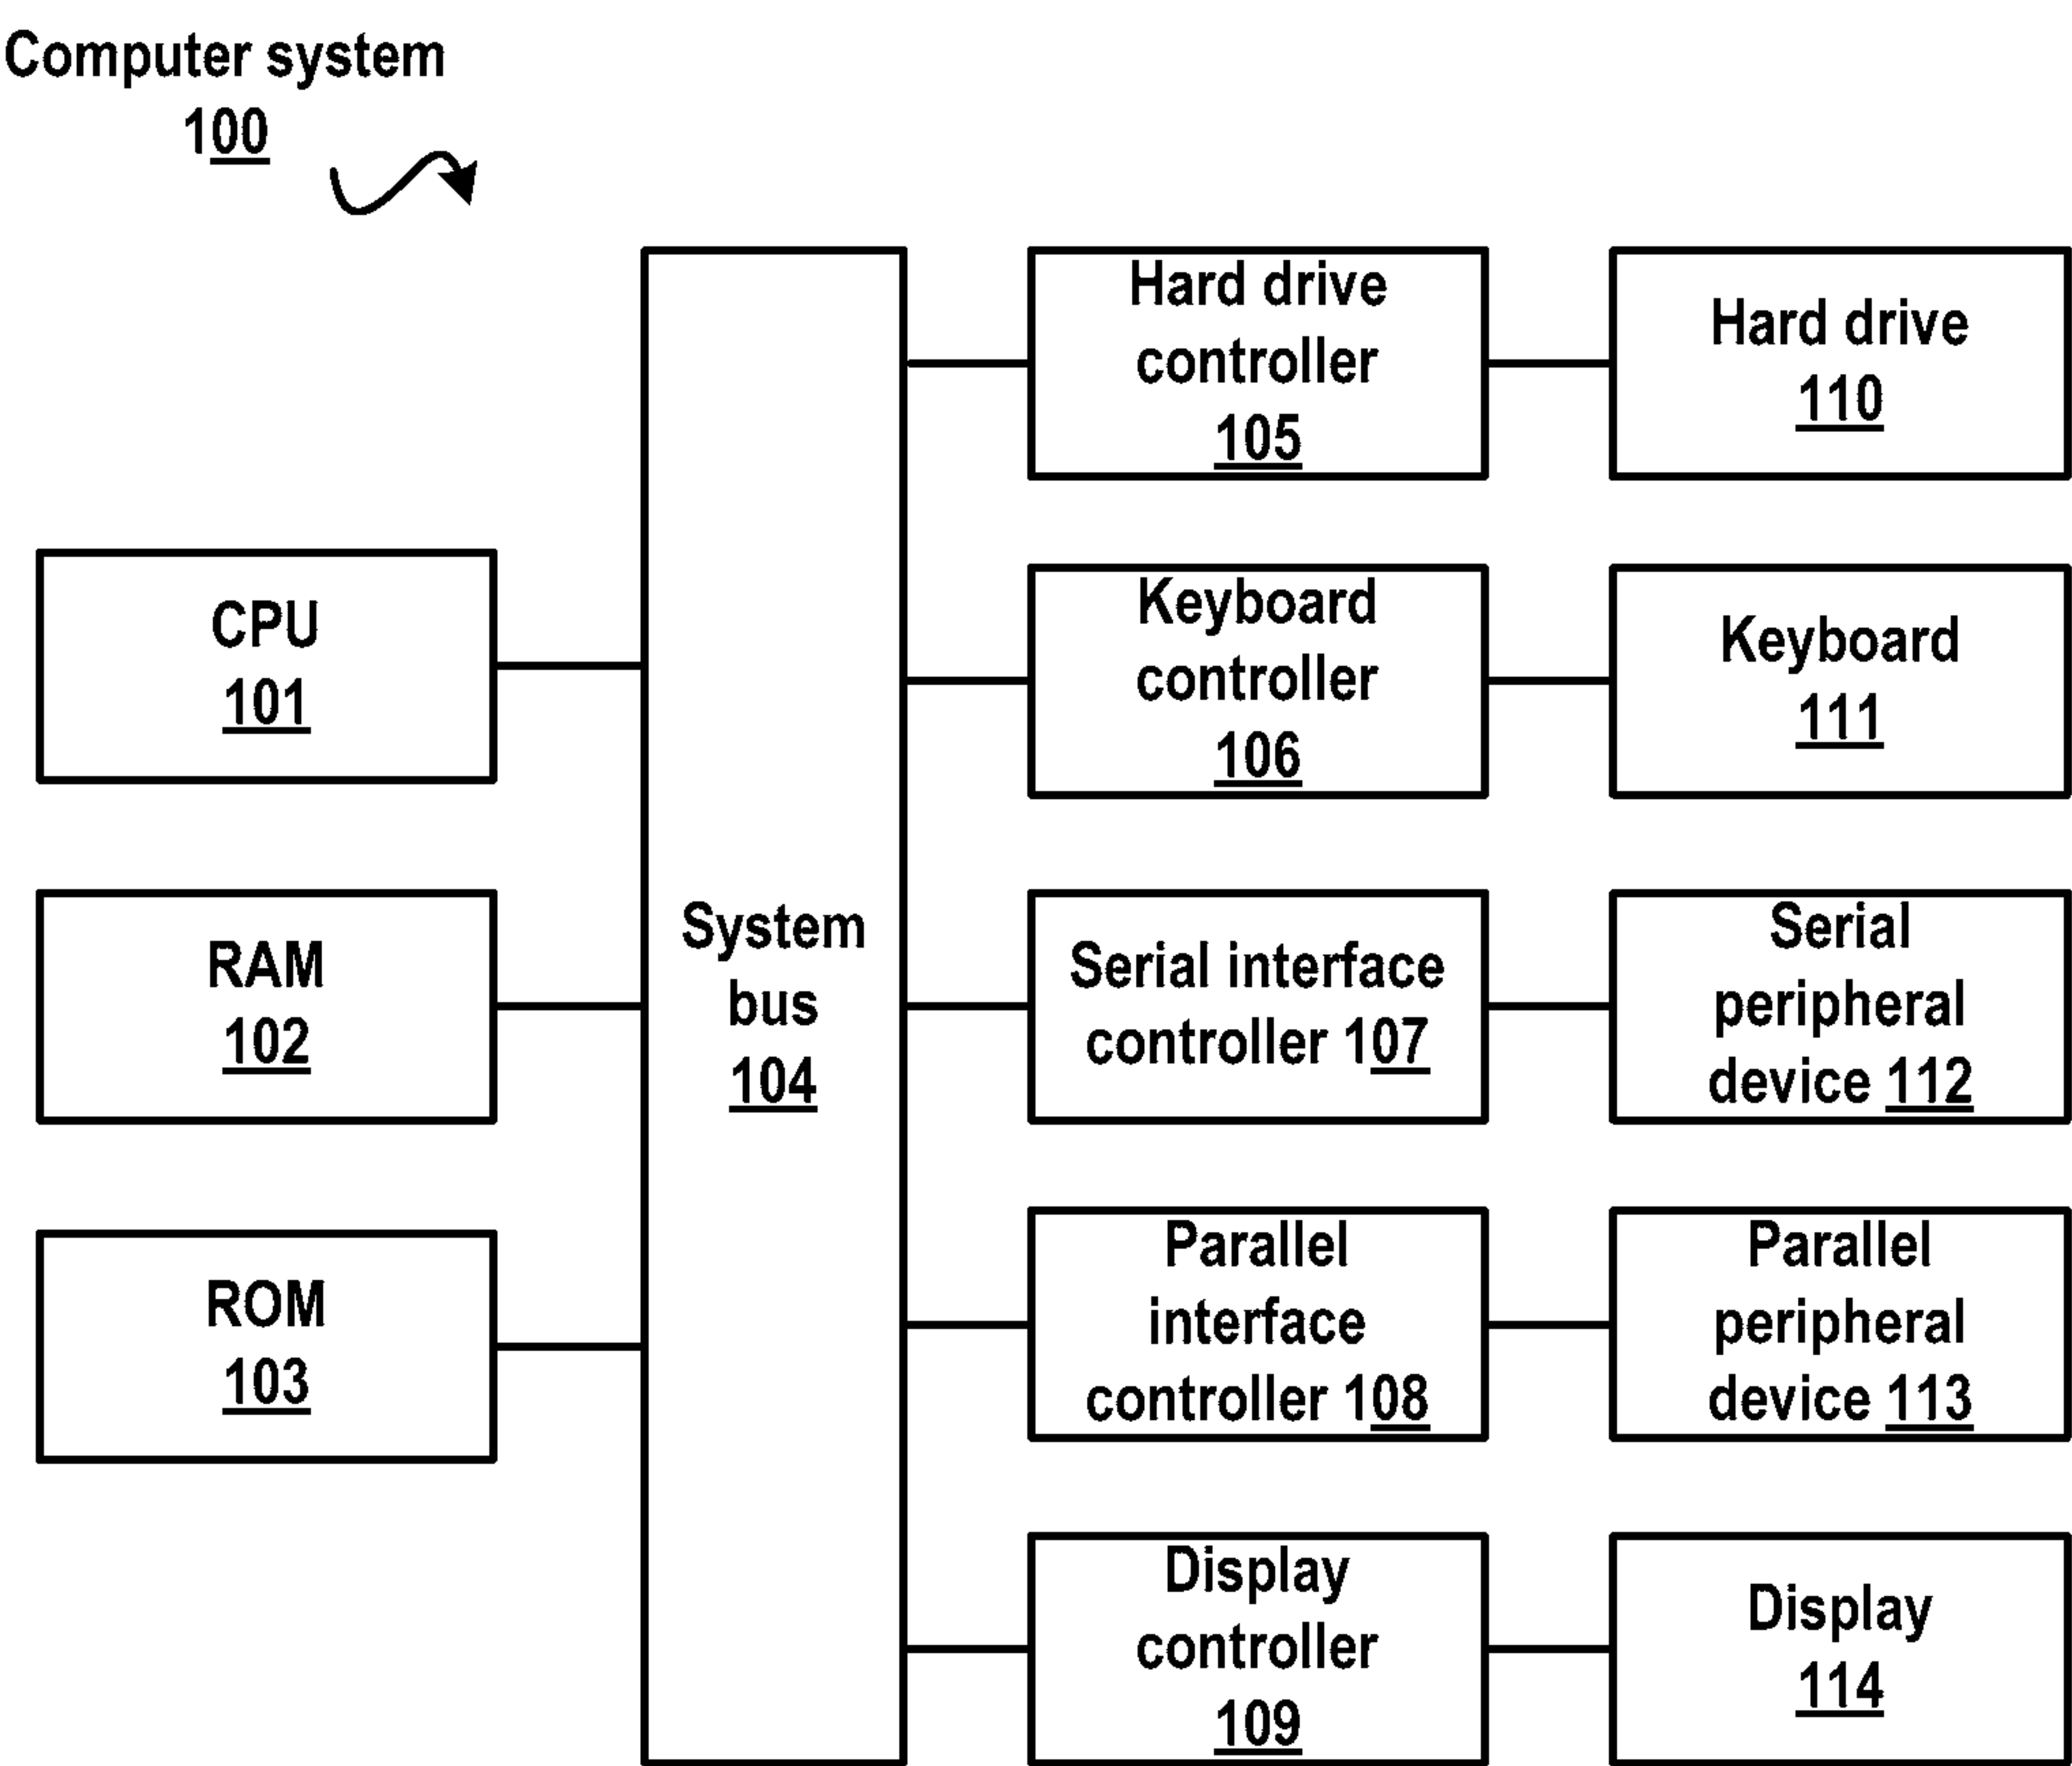 Computer system
100
Hard drive
controller
105
Hard drive
110
CPU
101
Keyboard
controller
106
Keyboard
111
RAM
102
System
bus
104
Serial interface
controller 107
Serial
peripheral
device 112
ROM
103
Parallel
interface
controller 108
Parallel
peripheral
device 113
Display
controller
109
Display
114